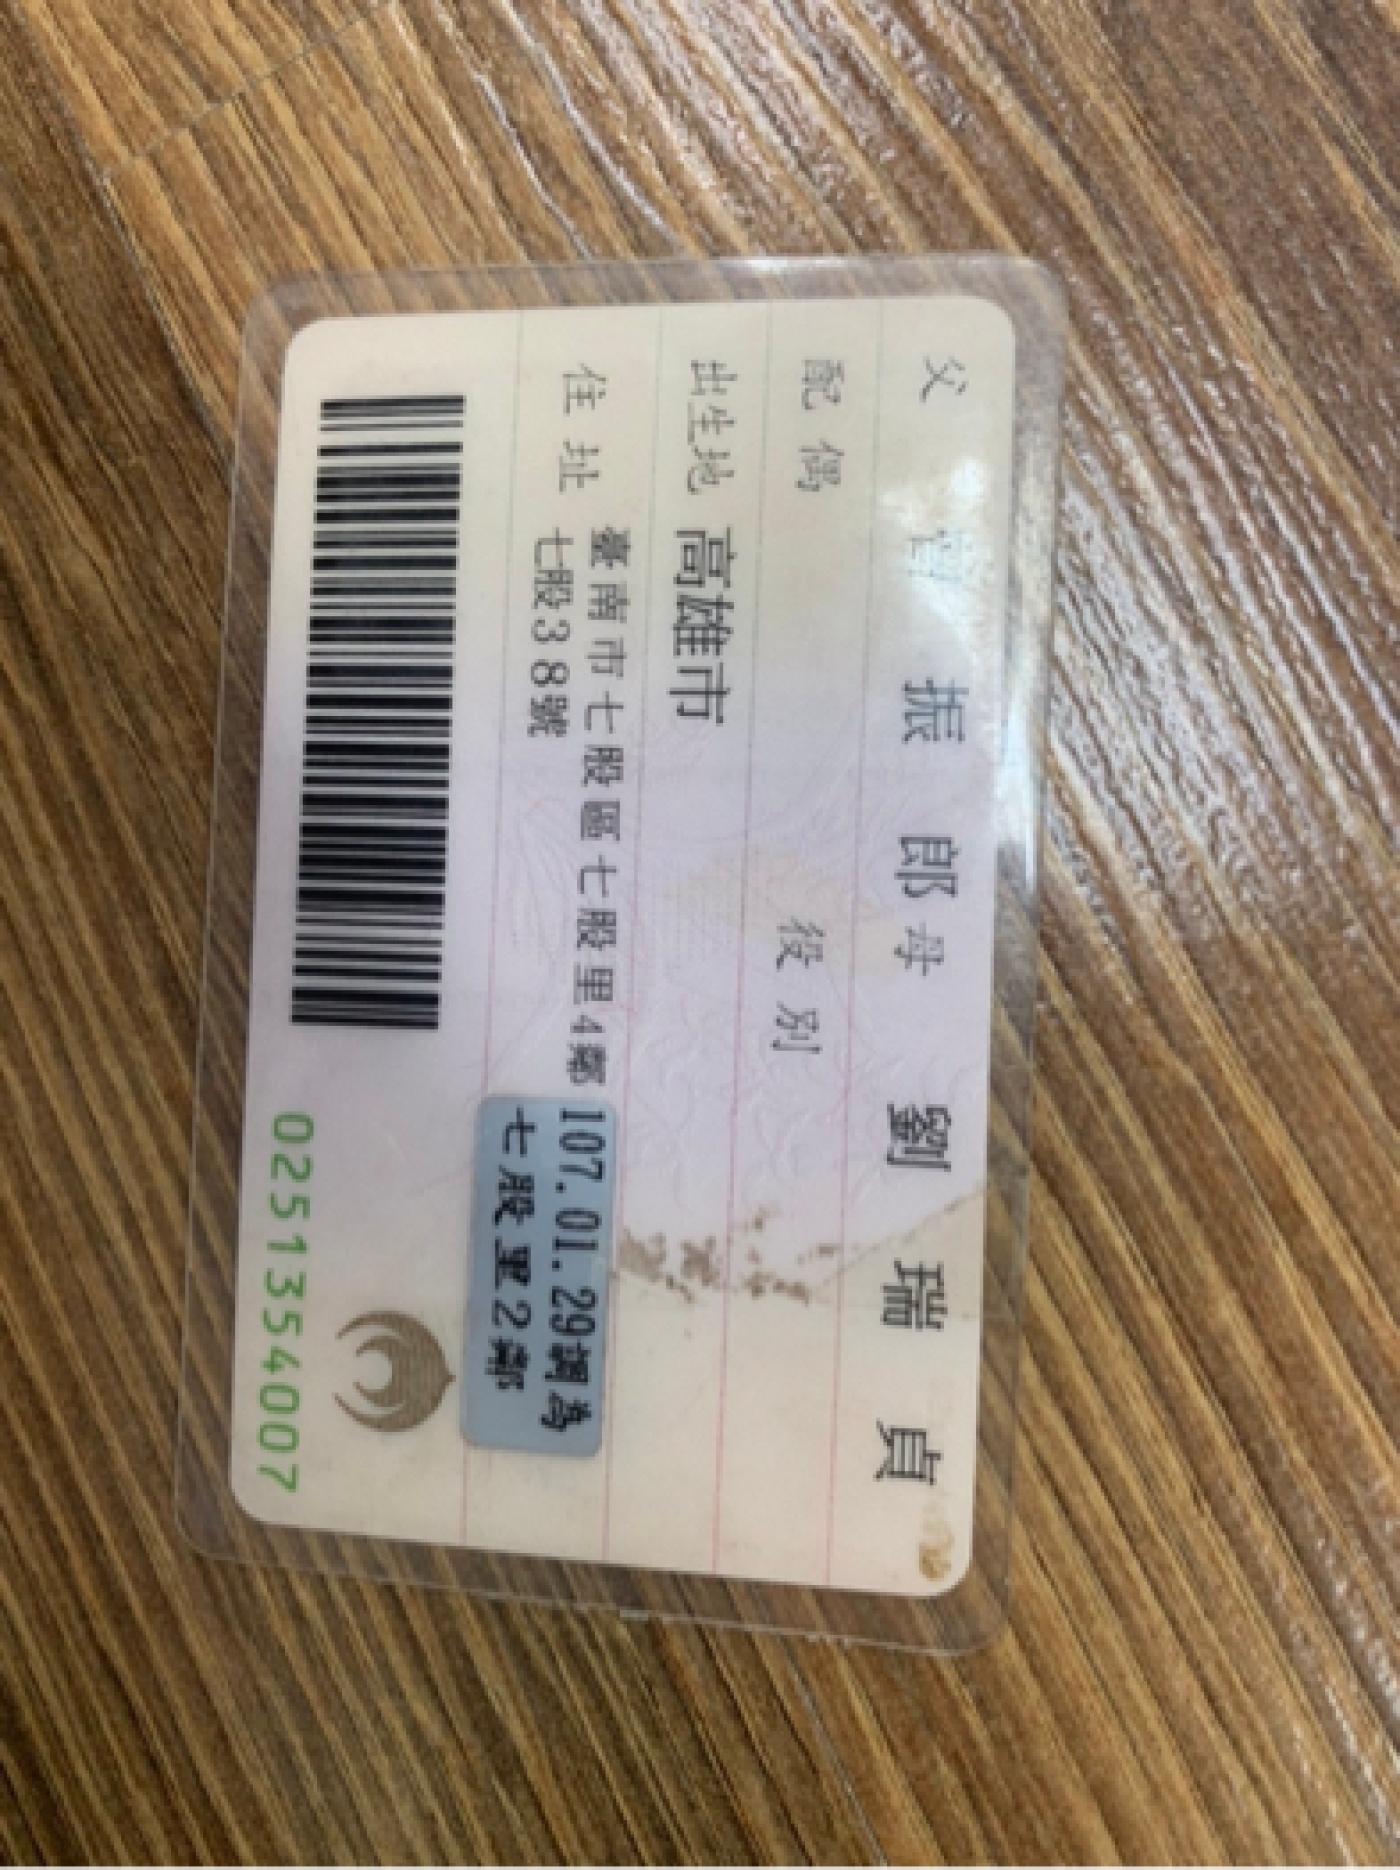 父 振郎 母 劉瑞貞
配偶 役別
出生地 高雄市
住址 臺南市七股區七股里4鄰
七股38號
107.01.29調為
七股里2鄰
0251354007